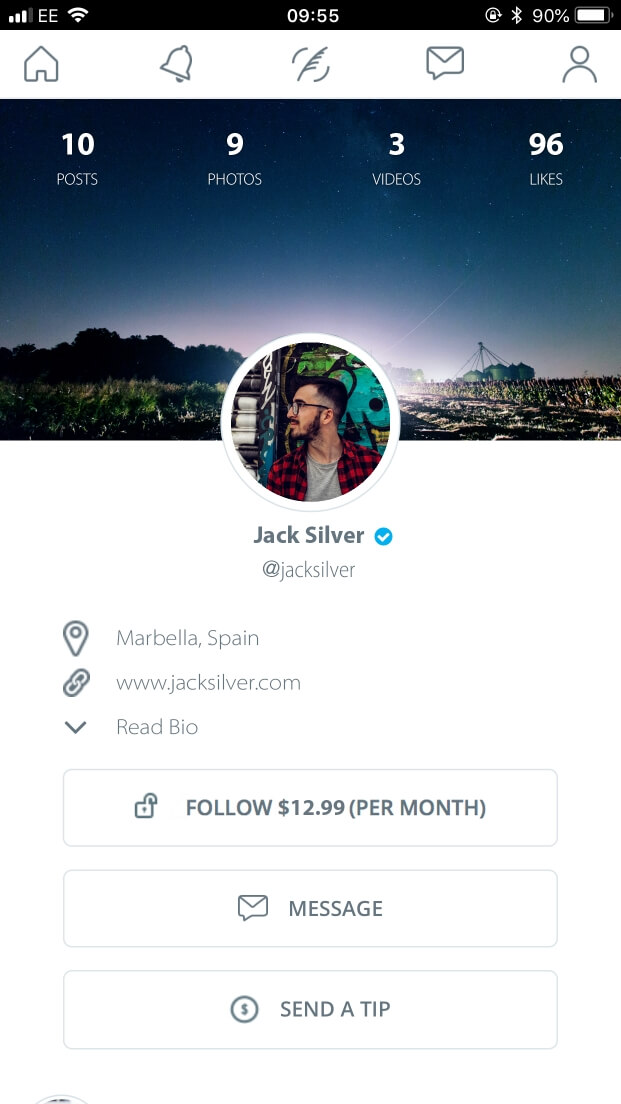 EE 09:55 90%
10 9 3 96
POSTS PHOTOS VIDEOS LIKES
Jack Silver
@jacksilver
Marbella, Spain
www.jacksilver.com
Read Bio
FOLLOW $12.99 (PER MONTH)
MESSAGE
$ SEND A TIP